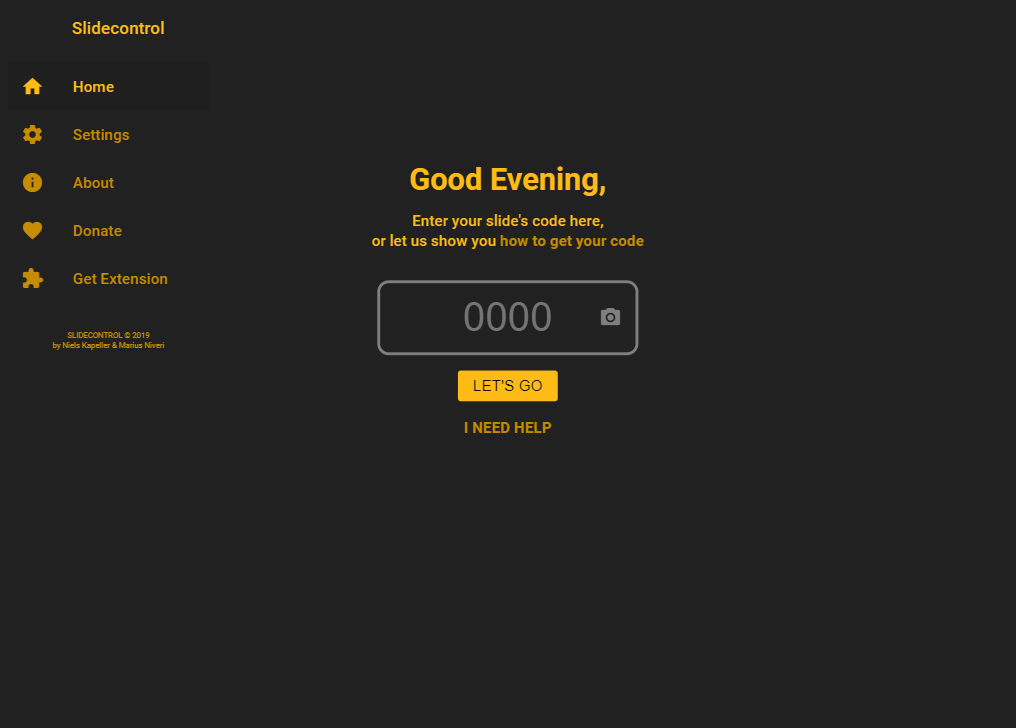 Slidecontrol
Home
Settings
About
Donate
Get Extension
SLIDECONTROL © 2019
by Niels Kapeller & Marius Niveri
Good Evening,
Enter your slide's code here,
or let us show you how to get your code
0000
LET'S GO
I NEED HELP